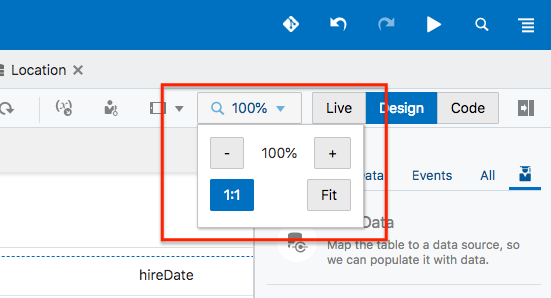 Location
100%
Live
Design
Code
- 100% +
1:1 Fit
Events
All
Data
Map the table to a data source, so
we can populate it with data.
hireDate